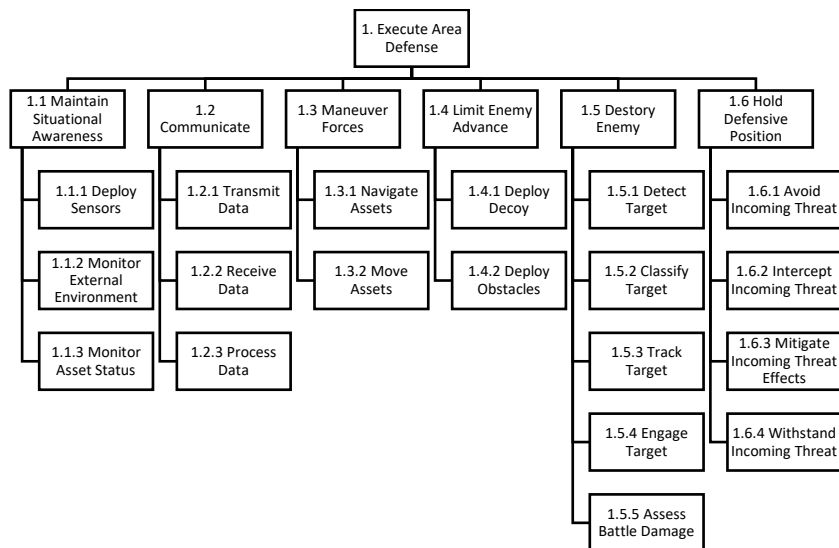 1. Execute Area
Defense
1.1 Maintain
Situational
Awareness
1.2
Communicate
1.3 Maneuver
Forces
1.4 Limit Enemy
Advance
1.5 Destory
Enemy
1.6 Hold
Defensive
Position
1.1.1 Deploy
Sensors
1.1.2 Monitor
External
Environment
1.1.3 Monitor
Asset Status
1.2.1 Transmit
Data
1.2.2 Receive
Data
1.2.3 Process
Data
1.3.1 Navigate
Assets
1.3.2 Move
Assets
1.4.1 Deploy
Decoy
1.4.2 Deploy
Obstacles
1.5.1 Detect
Target
1.5.2 Classify
Target
1.5.3 Track
Target
1.5.4 Engage
Target
1.5.5 Assess
Battle Damage
1.6.1 Avoid
Incoming Threat
1.6.2 Intercept
Incoming Threat
1.6.3 Mitigate
Incoming Threat
Effects
1.6.4 Withstand
Incoming Threat